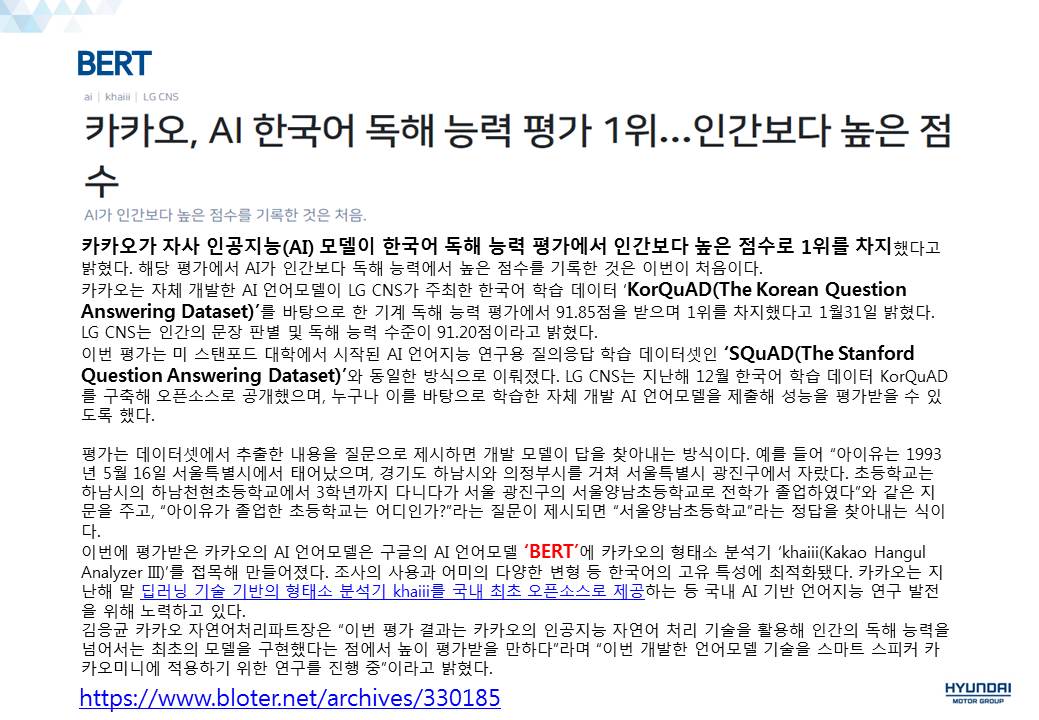 BERT
ai | khaiii | LG CNS
카카오, AI 한국어 독해 능력 평가 1위...인간보다 높은 점
수
AI가 인간보다 높은 점수를 기록한 것은 처음.
카카오가 자사 인공지능(AI) 모델이 한국어 독해 능력 평가에서 인간보다 높은 점수로 1위를 차지했다고
밝혔다. 해당 평가에서 AI가 인간보다 독해 능력에서 높은 점수를 기록한 것은 이번이 처음이다.
카카오는 자체 개발한 AI 언어모델이 LG CNS가 주최한 한국어 학습 데이터 ‘KorQuAD(The Korean Question
Answering Dataset)’를 바탕으로 한 기계 독해 능력 평가에서 91.85점을 받으며 1위를 차지했다고 1월31일 밝혔다.
LG CNS는 인간의 문장 판별 및 독해 능력 수준이 91.20점이라고 밝혔다.
이번 평가는 미 스탠포드 대학에서 시작된 AI 언어지능 연구용 질의응답 학습 데이터셋인 ‘SQuAD(The Stanford
Question Answering Dataset)’와 동일한 방식으로 이뤄졌다. LG CNS는 지난해 12월 한국어 학습 데이터 KorQuAD
를 구축해 오픈소스로 공개했으며, 누구나 이를 바탕으로 학습한 자체 개발 AI 언어모델을 제출해 성능을 평가받을 수 있
도록 했다.
평가는 데이터셋에서 추출한 내용을 질문으로 제시하면 개발 모델이 답을 찾아내는 방식이다. 예를 들어 “아이유는 1993
년 5월 16일 서울특별시에서 태어났으며, 경기도 하남시와 의정부시를 거쳐 서울특별시 광진구에서 자랐다. 초등학교는
하남시의 하남천현초등학교에서 3학년까지 다니다가 서울 광진구의 서울양남초등학교로 전학가 졸업하였다”와 같은 지
문을 주고, “아이유가 졸업한 초등학교는 어디인가?”라는 질문이 제시되면 “서울양남초등학교”라는 정답을 찾아내는 식이
다.
이번에 평가받은 카카오의 AI 언어모델은 구글의 AI 언어모델 ‘BERT’에 카카오의 형태소 분석기 ‘khaiii(Kakao Hangul
Analyzer III)’를 접목해 만들어졌다. 조사의 사용과 어미의 다양한 변형 등 한국어의 고유 특성에 최적화됐다. 카카오는 지
난해 말 딥러닝 기술 기반의 형태소 분석기 khaiii를 국내 최초 오픈소스로 제공하는 등 국내 AI 기반 언어지능 연구 발전
을 위해 노력하고 있다.
김응균 카카오 자연어처리파트장은 “이번 평가 결과는 카카오의 인공지능 자연어 처리 기술을 활용해 인간의 독해 능력을
넘어서는 최초의 모델을 구현했다는 점에서 높이 평가받을 만하다”라며 “이번 개발한 언어모델 기술을 스마트 스피커 카
카오미니에 적용하기 위한 연구를 진행 중”이라고 밝혔다.
https://www.bloter.net/archives/330185
HYUNDAI
MOTOR GROUP